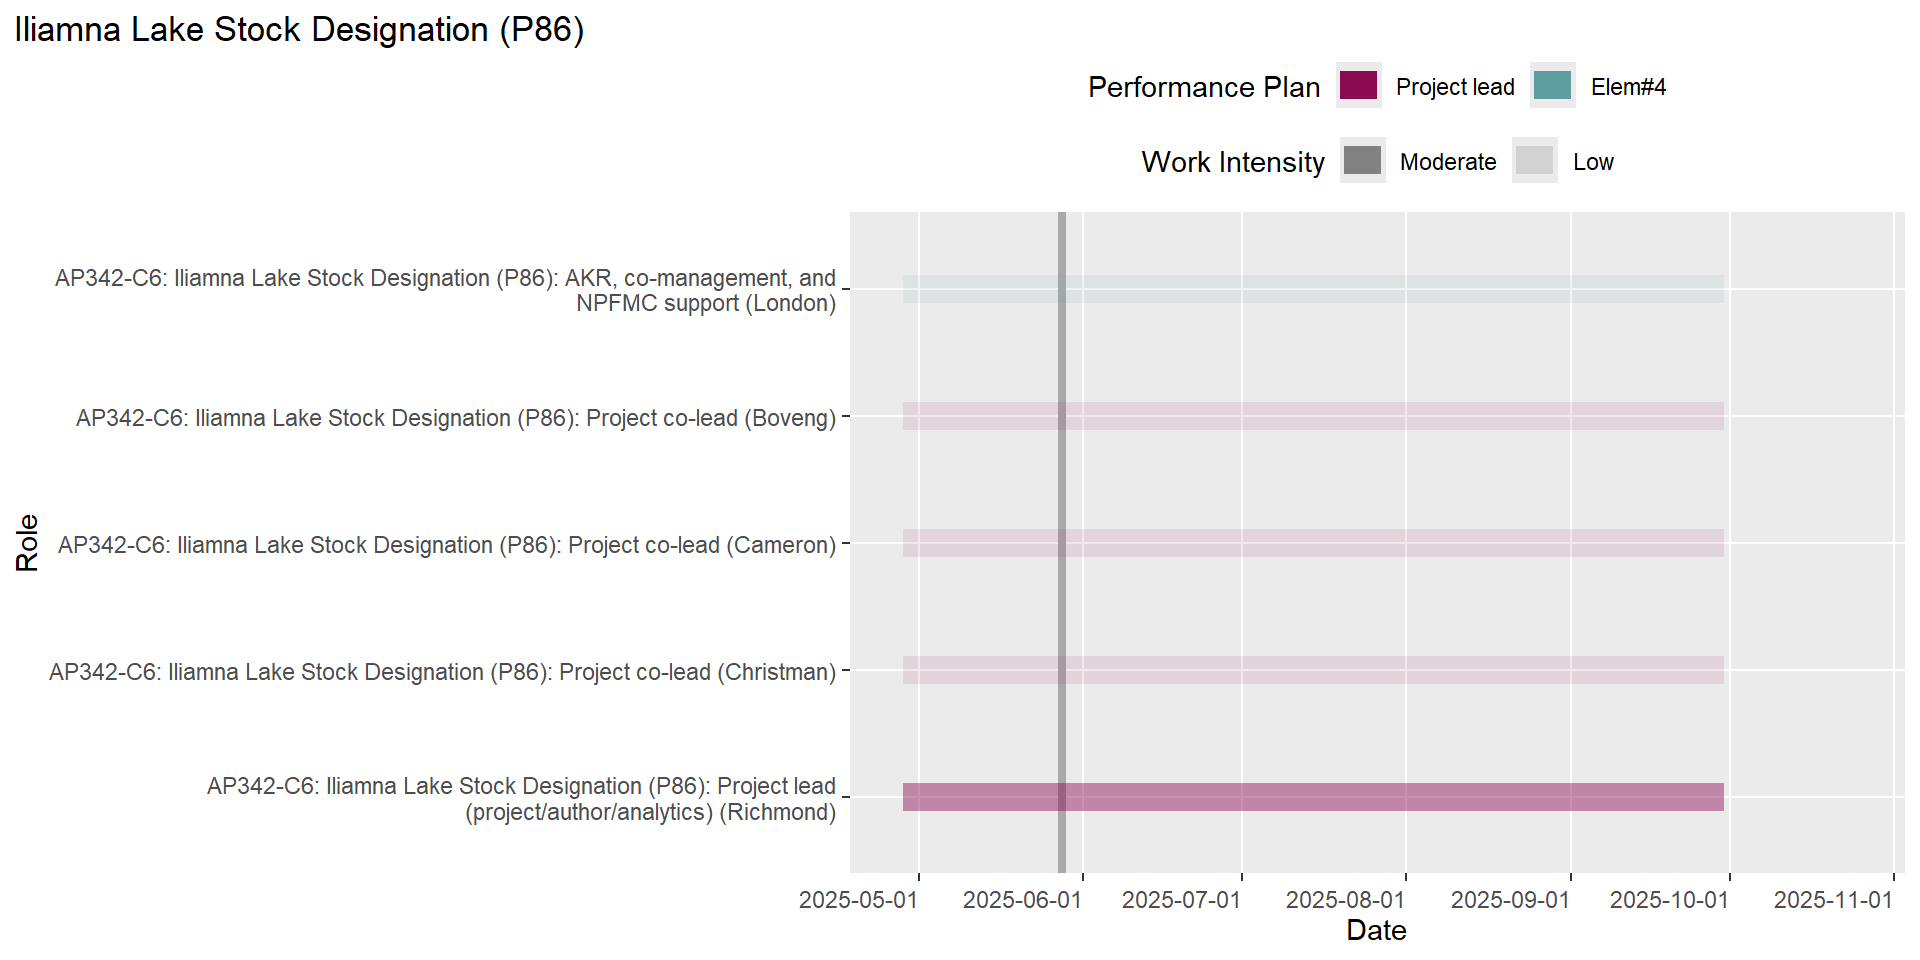 Iliamna Lake Stock Designation (P86)
Performance Plan Project lead Elem#4
Work Intensity Moderate Low
AP342-C6: Iliamna Lake Stock Designation (P86): AKR, co-management, and
NPFMC support (London)
AP342-C6: Iliamna Lake Stock Designation (P86): Project co-lead (Boveng)
AP342-C6: Iliamna Lake Stock Designation (P86): Project co-lead (Cameron)
AP342-C6: Iliamna Lake Stock Designation (P86): Project co-lead (Christman)
AP342-C6: Iliamna Lake Stock Designation (P86): Project lead
(project/author/analytics) (Richmond)
Role
2025-05-01 2025-06-01 2025-07-01 2025-08-01 2025-09-01 2025-10-01 2025-11-01
Date